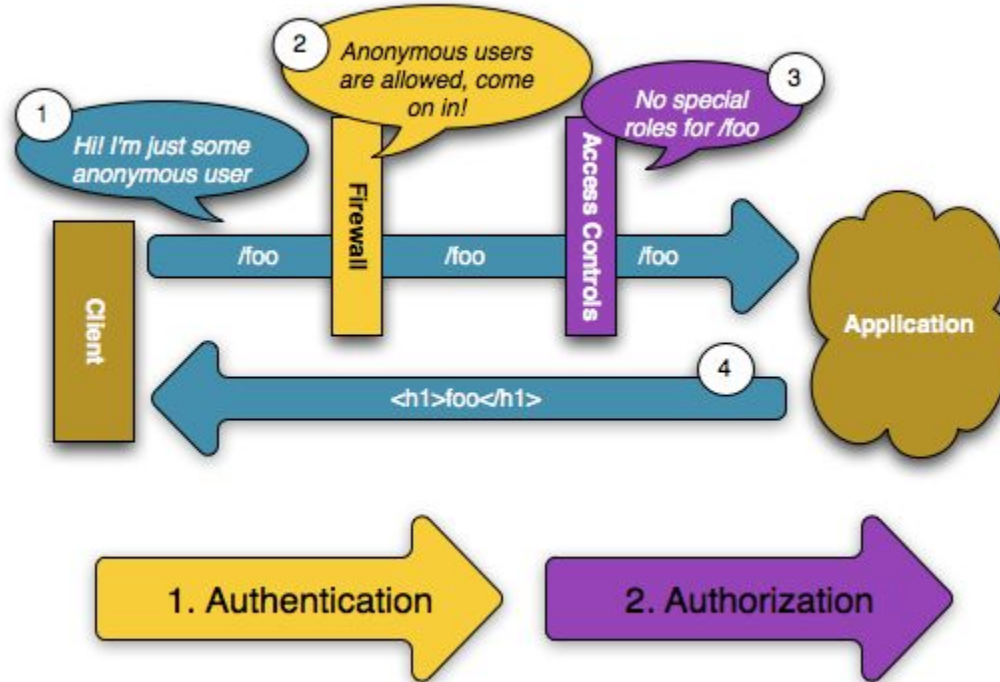 1
Hi! I'm just some
anonymous user
2
Anonymous users
are allowed, come
on in!
3
No special
roles for /foo
Client
/foo
Firewall
/foo
Access Controls
/foo
Application
4
<h1>foo</h1>
1. Authentication
2. Authorization